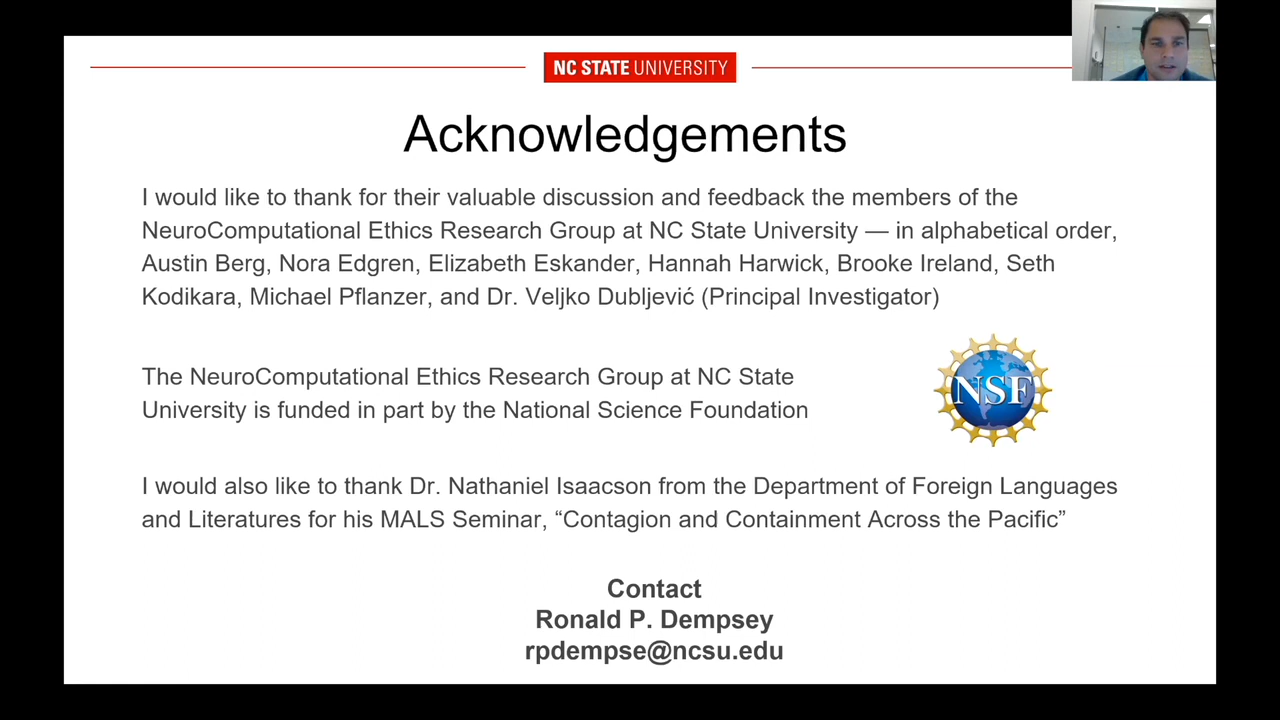 NC STATE UNIVERSITY
Acknowledgements
I would like to thank for their valuable discussion and feedback the members of the
NeuroComputational Ethics Research Group at NC State University — in alphabetical order,
Austin Berg, Nora Edgren, Elizabeth Eskander, Hannah Harwick, Brooke Ireland, Seth
Kodikara, Michael Pflanzer, and Dr. Veljko Dubljević (Principal Investigator)
The NeuroComputational Ethics Research Group at NC State
University is funded in part by the National Science Foundation
NSF
I would also like to thank Dr. Nathaniel Isaacson from the Department of Foreign Languages
and Literatures for his MALS Seminar, “Contagion and Containment Across the Pacific”
Contact
Ronald P. Dempsey
rpdempse@ncsu.edu